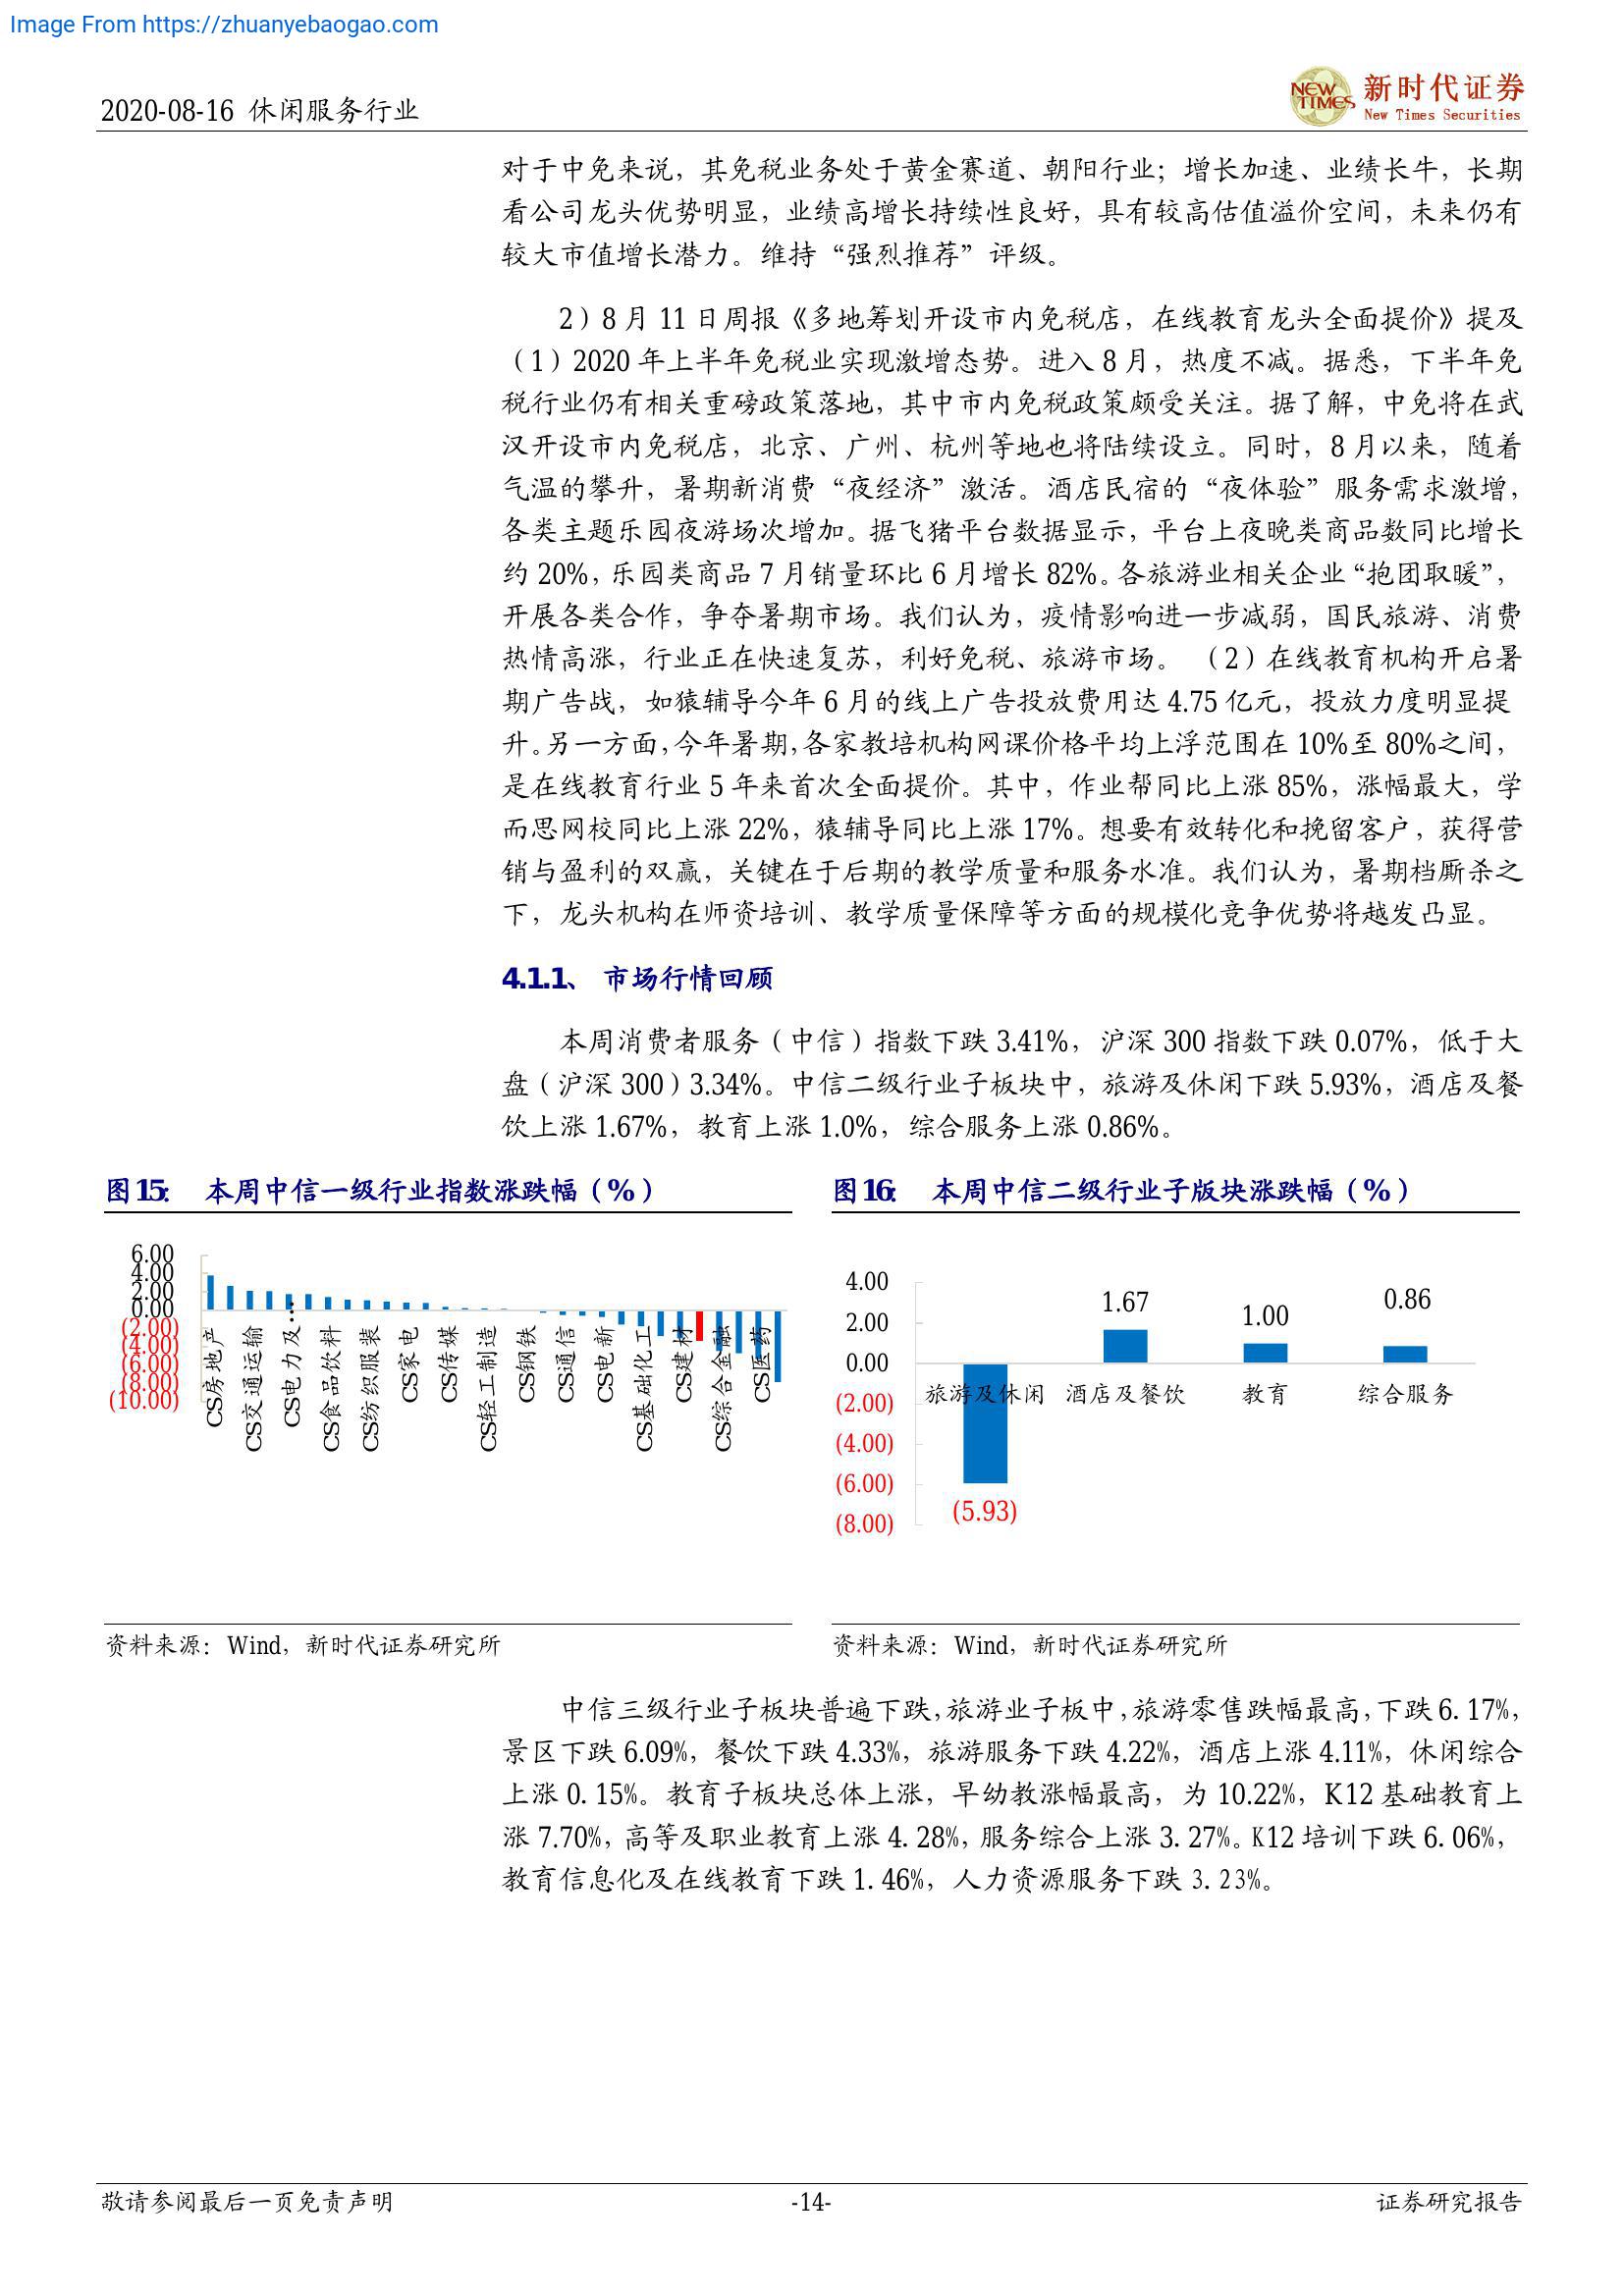 Image From https://zhuanyebaogao.com
2020-08-16 休闲服务行业
NEW TIMES
新时代证券
New Times Securities
对于中免来说，其免税业务处于黄金赛道、朝阳行业；增长加速、业绩长牛，长期
看公司龙头优势明显，业绩高增长持续性良好，具有较高估值溢价空间，未来仍有
较大市值增长潜力。维持“强烈推荐”评级。
2）8 月 11 日周报《多地筹划开设市内免税店，在线教育龙头全面提价》提及
（1）2020 年上半年免税业实现激增态势。进入 8 月，热度不减。据悉，下半年免
税行业仍有相关重磅政策落地，其中市内免税政策颇受关注。据了解，中免将在武
汉开设市内免税店，北京、广州、杭州等地也将陆续设立。同时，8 月以来，随着
气温的攀升，暑期新消费“夜经济”激活。酒店民宿的“夜体验”服务需求激增，
各类主题乐园夜游场次增加。据飞猪平台数据显示，平台上夜晚类商品数同比增长
约 20%，乐园类商品 7 月销量环比 6 月增长 82%。各旅游业相关企业“抱团取暖”，
开展各类合作，争夺暑期市场。我们认为，疫情影响进一步减弱，国民旅游、消费
热情高涨，行业正在快速复苏，利好免税、旅游市场。（2）在线教育机构开启暑
期广告战，如猿辅导今年 6 月的线上广告投放费用达 4.75 亿元，投放力度明显提
升。另一方面，今年暑期，各家教培机构网课价格平均上浮范围在 10%至 80%之间，
是在线教育行业 5 年来首次全面提价。其中，作业帮同比上涨 85%，涨幅最大，学
而思网校同比上涨 22%，猿辅导同比上涨 17%。想要有效转化和挽留客户，获得营
销与盈利的双赢，关键在于后期的教学质量和服务水准。我们认为，暑期档厮杀之
下，龙头机构在师资培训、教学质量保障等方面的规模化竞争优势将越发凸显。
4.1.1、 市场行情回顾
本周消费者服务（中信）指数下跌 3.41%，沪深 300 指数下跌 0.07%，低于大
盘（沪深 300）3.34%。中信二级行业子板块中，旅游及休闲下跌 5.93%，酒店及餐
饮上涨 1.67%，教育上涨 1.0%，综合服务上涨 0.86%。
图15： 本周中信一级行业指数涨跌幅（%）
6.00
4.00
2.00
0.00
(2.00)
(4.00)
(6.00)
(8.00)
(10.00)
CS房地产
CS交通运输
CS电力及…
CS食品饮料
CS纺织服装
CS家电
CS传媒
CS轻工制造
CS钢铁
CS通信
CS电新
CS基础化工
CS建材
CS综合金融
CS医药
资料来源：Wind，新时代证券研究所
图16： 本周中信二级行业子版块涨跌幅（%）
4.00
2.00
0.00
(2.00)
(4.00)
(6.00)
(8.00)
1.67
1.00
0.86
(5.93)
旅游及休闲 酒店及餐饮 教育 综合服务
资料来源：Wind，新时代证券研究所
中信三级行业子板块普遍下跌，旅游业子板中，旅游零售跌幅最高，下跌 6.17%，
景区下跌 6.09%，餐饮下跌 4.33%，旅游服务下跌 4.22%，酒店上涨 4.11%，休闲综合
上涨 0.15%。教育子板块总体上涨，早幼教涨幅最高，为 10.22%，K12 基础教育上
涨 7.70%，高等及职业教育上涨 4.28%，服务综合上涨 3.27%。K12 培训下跌 6.06%，
教育信息化及在线教育下跌 1.46%，人力资源服务下跌 3.23%。
敬请参阅最后一页免责声明
-14-
证券研究报告